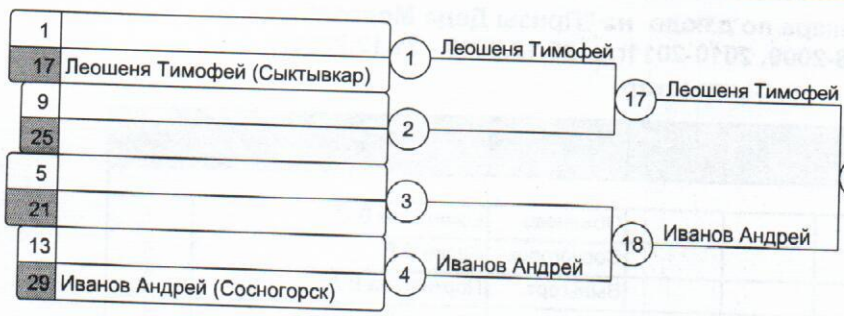 1
17 Леошеня Тимофей (Сыктывкар)
1 Леошеня Тимофей
9
25
2
17 Леошеня Тимофей
5
21
3
13
29 Иванов Андрей (Сосногорск)
4 Иванов Андрей
18 Иванов Андрей